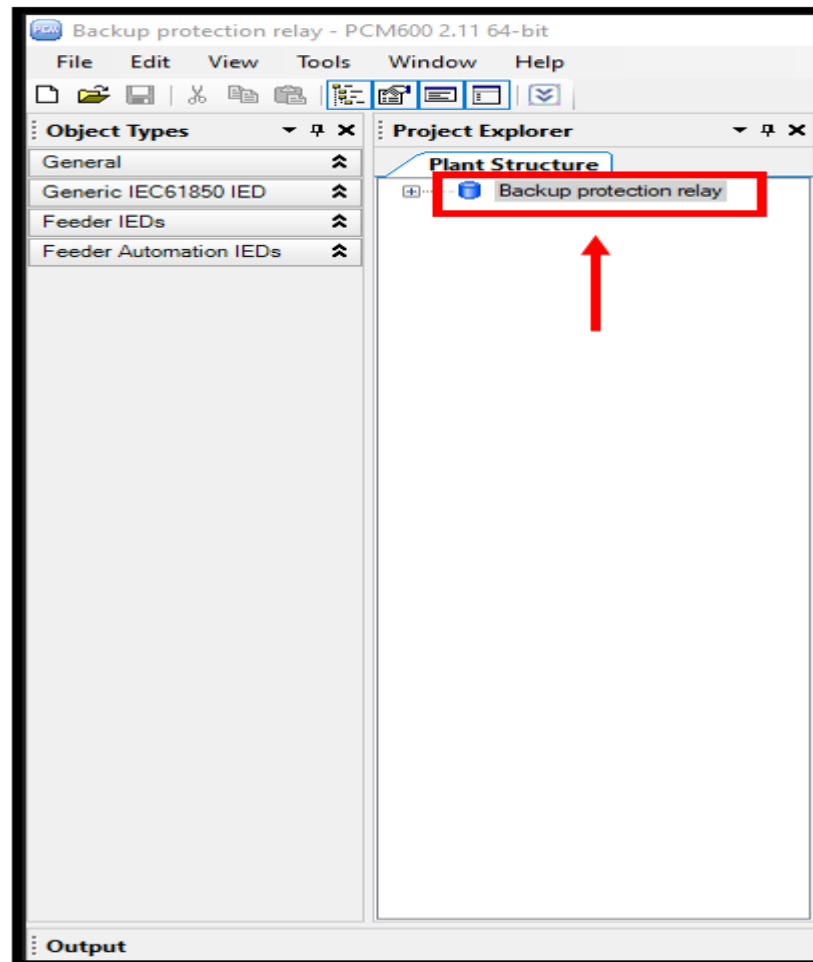 PCM Backup protection relay - PCM600 2.11 64-bit
File Edit View Tools Window Help
Object Types
General
Generic IEC61850 IED
Feeder IEDs
Feeder Automation IEDs
Project Explorer
Plant Structure
Backup protection relay
Output